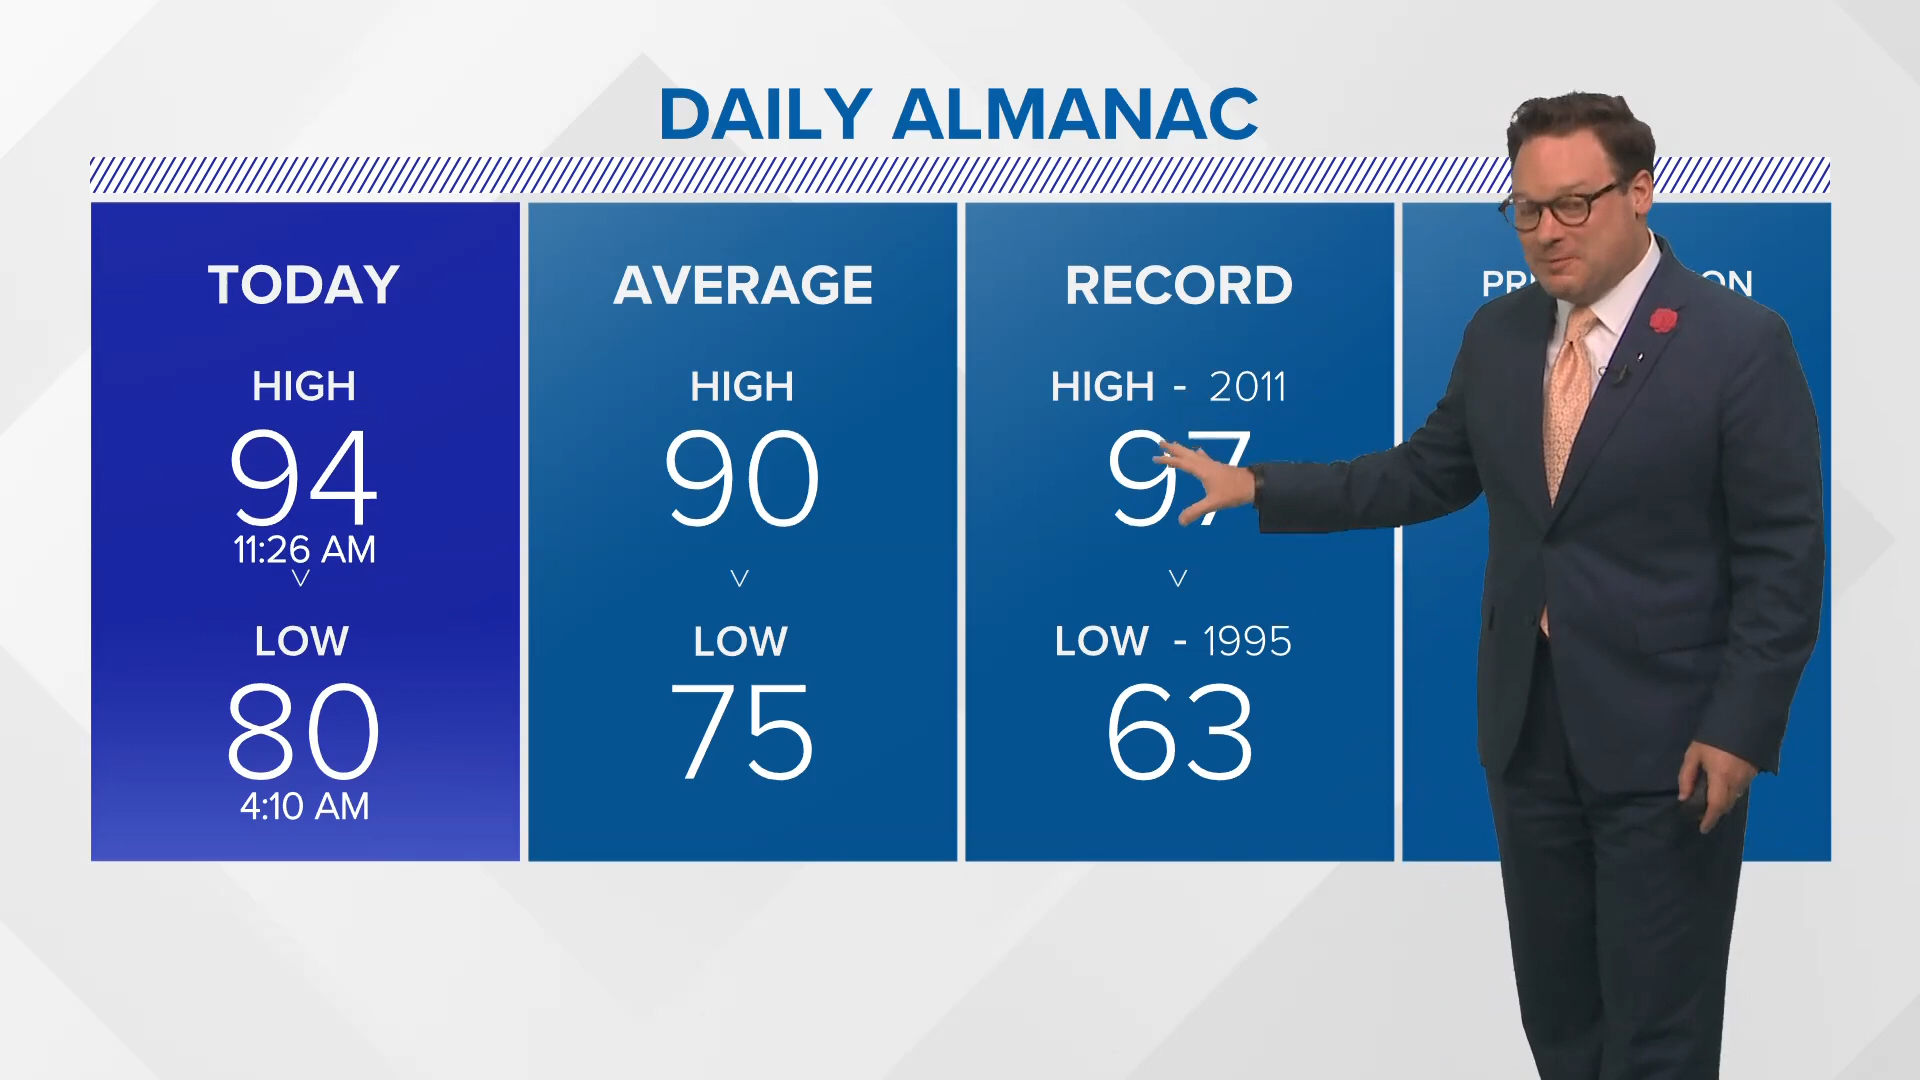 DAILY ALMANAC
TODAY
HIGH
94
11:26 AM
LOW
80
4:10 AM
AVERAGE
HIGH
90
LOW
75
RECORD
HIGH - 2011
97
LOW - 1995
63